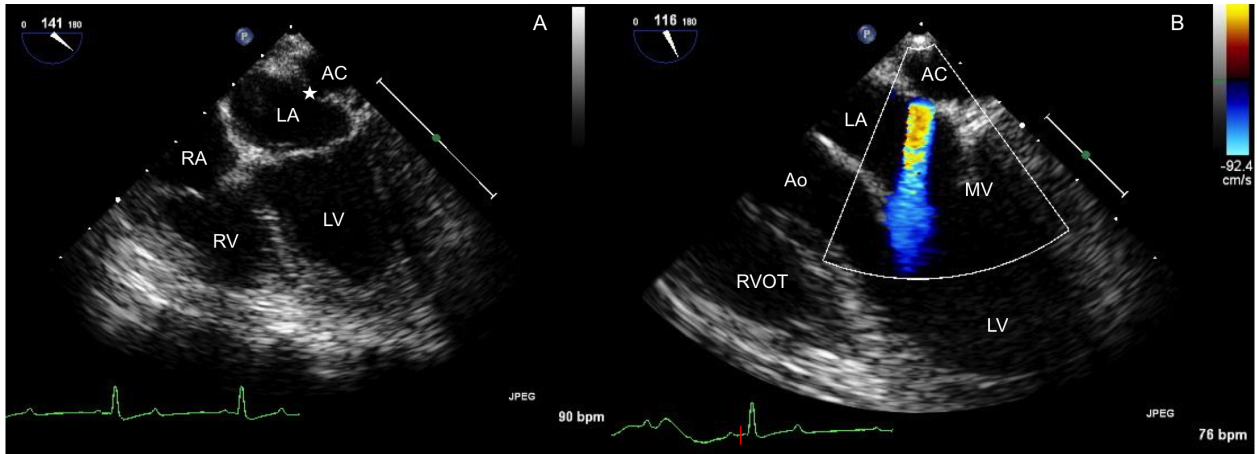 0 141 180
P
A
AC
LA
RA
LV
RV
JPEG
90 bpm
0 116 180
P
B
AC
LA
Ao
MV
RVOT
LV
-92.4
cm/s
JPEG
76 bpm